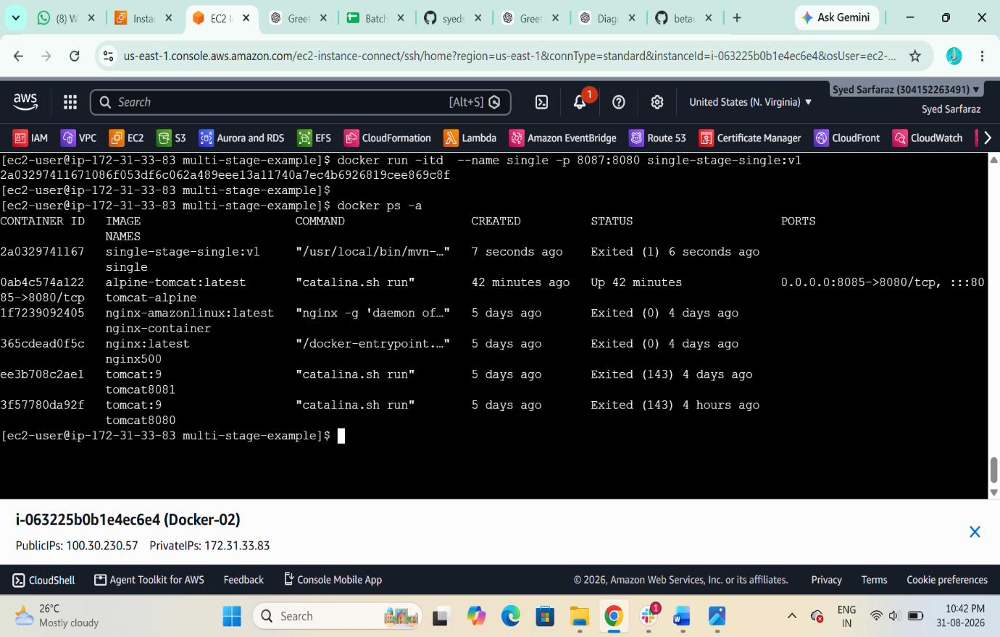 (8) W
Instan
EC2 I
Greet
Batch
syeds
Greet
Diagr
betaw
Ask Gemini
us-east-1.console.aws.amazon.com/ec2-instance-connect/ssh/home?region=us-east-1&connType=standard&instanceId=i-063225b0b1e4ec6e4&osUser=ec2-...
aws
Search
[Alt+S]
1
United States (N. Virginia) ▼
Syed Sarfaraz (304152263491) ▼
Syed Sarfaraz
IAM
VPC
EC2
S3
Aurora and RDS
EFS
CloudFormation
Lambda
Amazon EventBridge
Route 53
Certificate Manager
CloudFront
CloudWatch
[ec2-user@ip-172-31-33-83 multi-stage-example]$ docker run -itd  --name single -p 8087:8080 single-stage-single:v1
2a03297411671086f053df6c062a489eee13a11740a7ec4b6926819cee869c8f
[ec2-user@ip-172-31-33-83 multi-stage-example]$
[ec2-user@ip-172-31-33-83 multi-stage-example]$ docker ps -a
CONTAINER ID   IMAGE                      COMMAND                  CREATED          STATUS                     PORTS
NAMES
2a0329741167   single-stage-single:v1     "/usr/local/bin/mvn-…"   7 seconds ago    Exited (1) 6 seconds ago
single
0ab4c574a122   alpine-tomcat:latest       "catalina.sh run"        42 minutes ago   Up 42 minutes              0.0.0.0:8085->8080/tcp, :::80
85->8080/tcp   tomcat-alpine
1f7239092405   nginx-amazonlinux:latest   "nginx -g 'daemon of…"   5 days ago       Exited (0) 4 days ago
nginx-container
365cdead0f5c   nginx:latest               "/docker-entrypoint.…"   5 days ago       Exited (0) 4 days ago
nginx500
ee3b708c2ae1   tomcat:9                   "catalina.sh run"        5 days ago       Exited (143) 4 days ago
tomcat8081
3f57780da92f   tomcat:9                   "catalina.sh run"        5 days ago       Exited (143) 4 hours ago
tomcat8080
[ec2-user@ip-172-31-33-83 multi-stage-example]$
i-063225b0b1e4ec6e4 (Docker-02)
PublicIPs: 100.30.230.57   PrivateIPs: 172.31.33.83
CloudShell
Agent Toolkit for AWS
Feedback
Console Mobile App
© 2026, Amazon Web Services, Inc. or its affiliates.
Privacy
Terms
Cookie preferences
26°C
Mostly cloudy
Search
1
ENG
IN
10:42 PM
31-08-2026